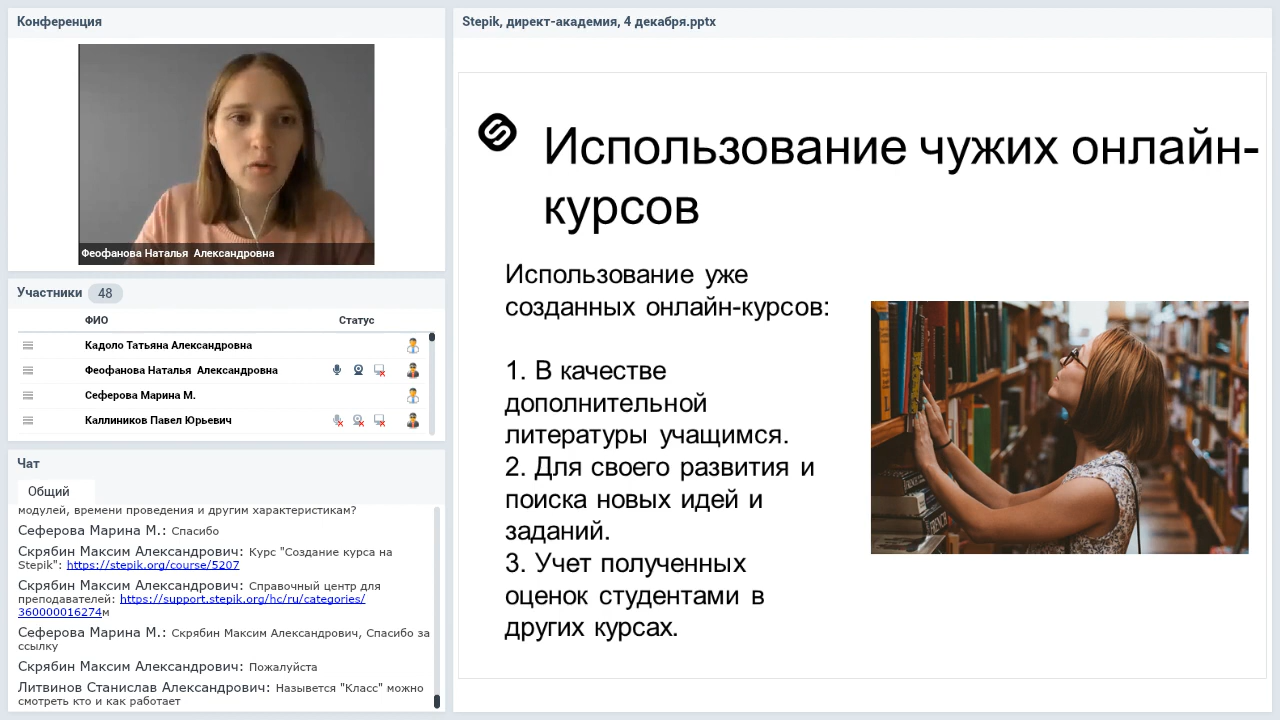 Конференция
Феофанова Наталья  Александровна
Участники 48
ФИО Статус
Кадоло Татьяна Александровна
Феофанова Наталья  Александровна
Сеферова Марина М.
Каллиников Павел Юрьевич
Чат
Общий
модулей, времени проведения и другим характеристикам?
Сеферова Марина М.: Спасибо
Скрябин Максим Александрович: Курс "Создание курса на
Stepik": https://stepik.org/course/5207
Скрябин Максим Александрович: Справочный центр для
преподавателей: https://support.stepik.org/hc/ru/categories/
360000016274м
Сеферова Марина М.: Скрябин Максим Александрович, Спасибо за
ссылку
Скрябин Максим Александрович: Пожалуйста
Литвинов Станислав Александрович: Назывется "Класс" можно
смотреть кто и как работает
Stepik, директ-академия, 4 декабря.pptx
Использование чужих онлайн-
курсов
Использование уже
созданных онлайн-курсов:
1. В качестве
дополнительной
литературы учащимся.
2. Для своего развития и
поиска новых идей и
заданий.
3. Учет полученных
оценок студентами в
других курсах.